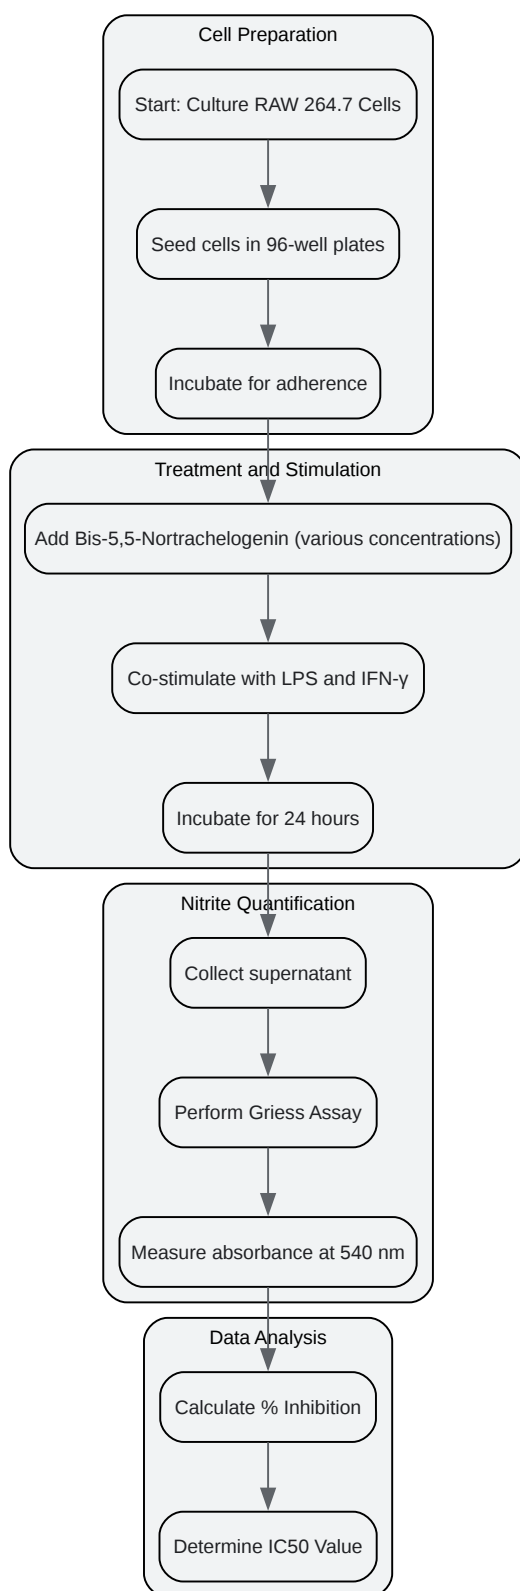 Cell Preparation
Start: Culture RAW 264.7 Cells
Seed cells in 96-well plates
Incubate for adherence
Treatment and Stimulation
Add Bis-5,5-Nortrachelogenin (various concentrations)
Co-stimulate with LPS and IFN-γ
Incubate for 24 hours
Nitrite Quantification
Collect supernatant
Perform Griess Assay
Measure absorbance at 540 nm
Data Analysis
Calculate % Inhibition
Determine IC50 Value